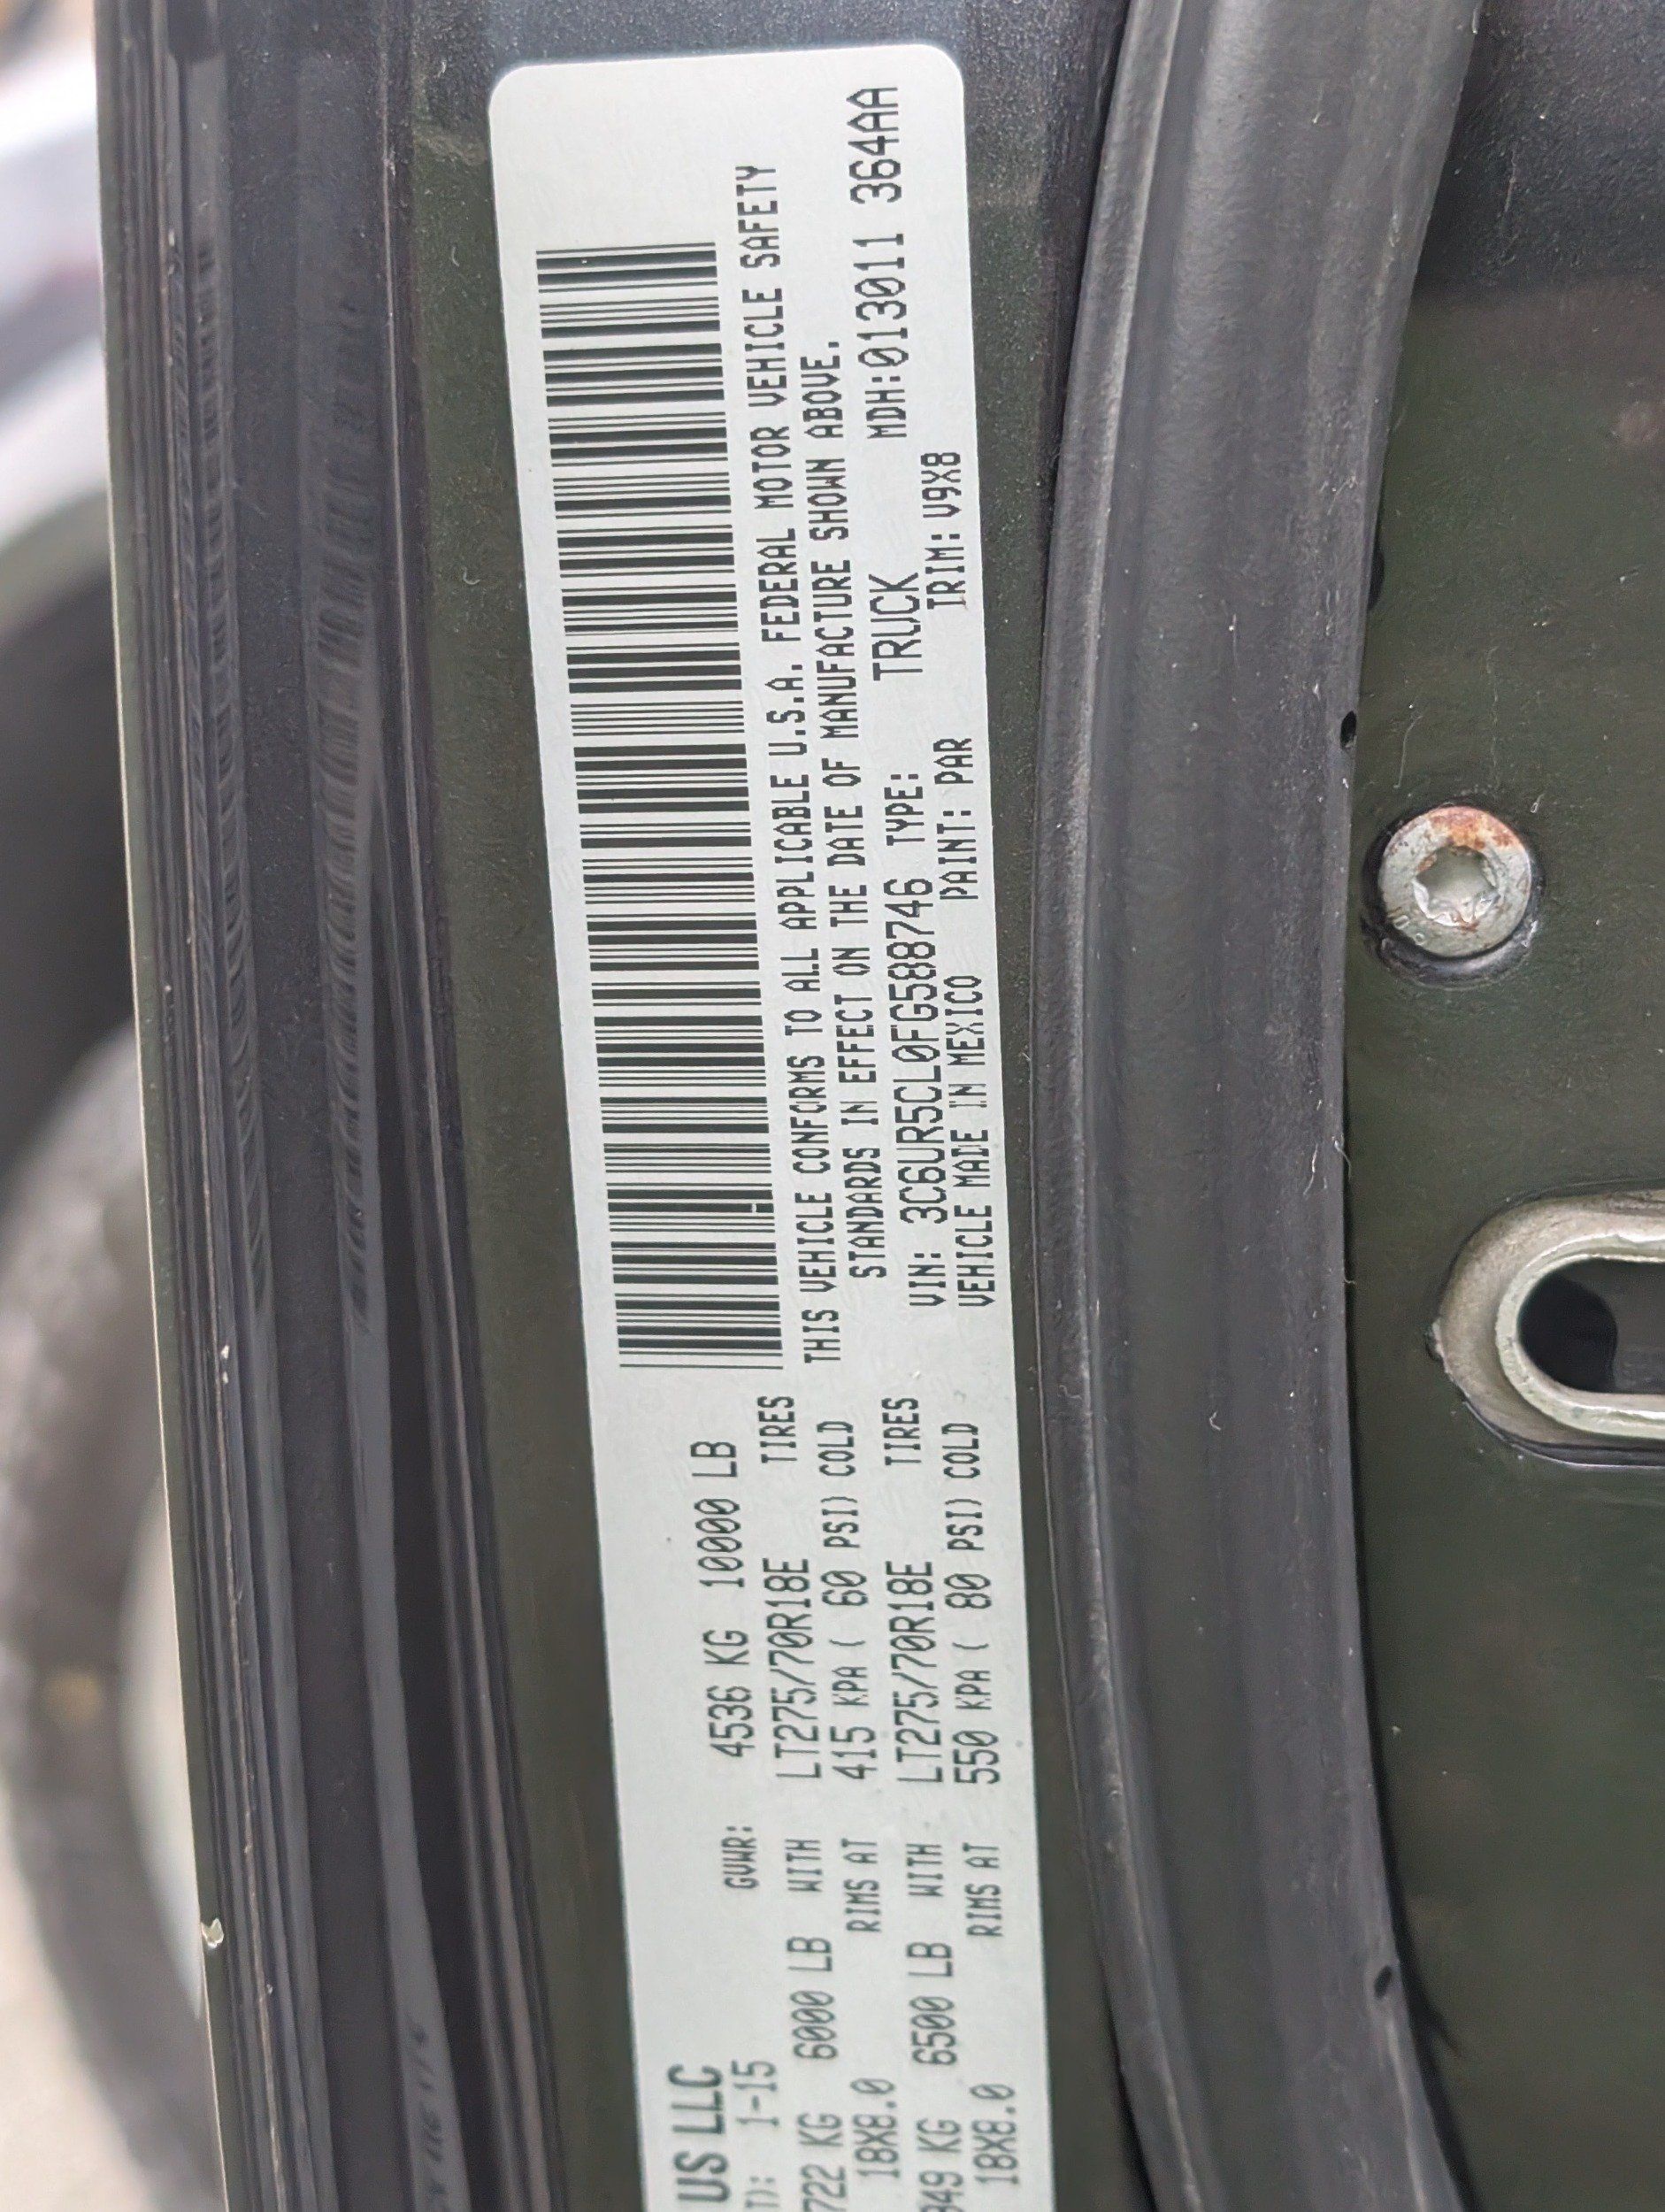 US LLC
T): 1-15 GVWR: 4536 KG 10000 LB
722 KG 6000 LB WITH LT275/70R18E TIRES
18X8.0 RIMS AT 415 KPA ( 60 PSI) COLD
949 KG 6500 LB WITH LT275/70R18E TIRES
18X8.0 RIMS AT 550 KPA ( 80 PSI) COLD
THIS VEHICLE CONFORMS TO ALL APPLICABLE U.S.A. FEDERAL MOTOR VEHICLE SAFETY
STANDARDS IN EFFECT ON THE DATE OF MANUFACTURE SHOWN ABOVE.
VIN: 3C6UR5CL0FG588746 TYPE: TRUCK MDH:013011 364AA
VEHICLE MADE IN MEXICO PAINT: PAR TRIM: V9X8